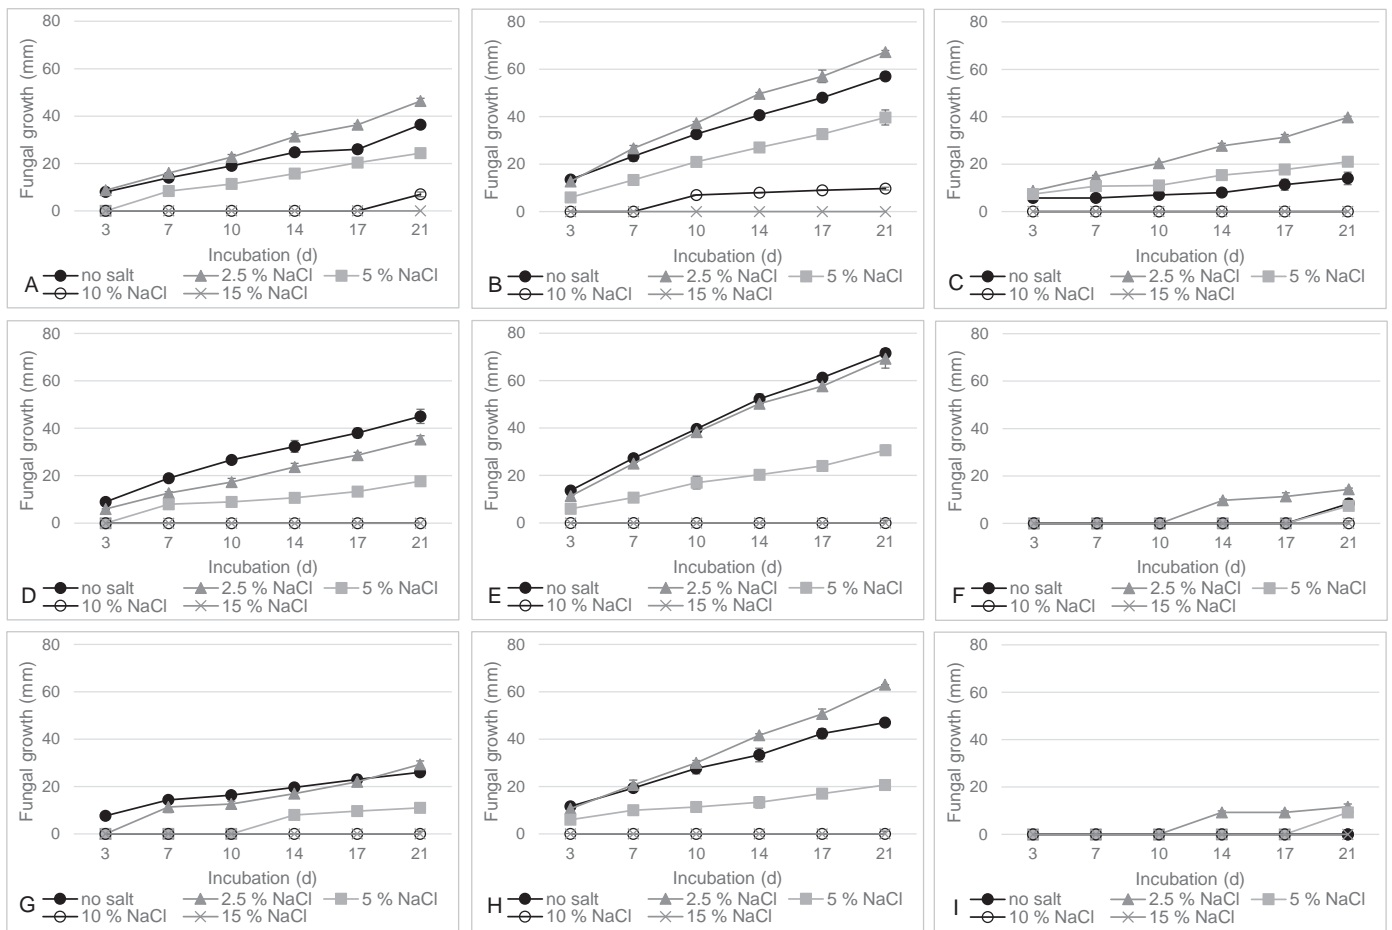 80
60
40
20
0
Fungal growth (mm)
3 7 10 14 17 21
Incubation (d)
A no salt 2.5 % NaCl 5 % NaCl
10 % NaCl 15 % NaCl
80
60
40
20
0
Fungal growth (mm)
3 7 10 14 17 21
Incubation (d)
B no salt 2.5 % NaCl 5 % NaCl
10 % NaCl 15 % NaCl
80
60
40
20
0
Fungal growth (mm)
3 7 10 14 17 21
Incubation (d)
C no salt 2.5 % NaCl 5 % NaCl
10 % NaCl 15 % NaCl
80
60
40
20
0
Fungal growth (mm)
3 7 10 14 17 21
Incubation (d)
D no salt 2.5 % NaCl 5 % NaCl
10 % NaCl 15 % NaCl
80
60
40
20
0
Fungal growth (mm)
3 7 10 14 17 21
Incubation (d)
E no salt 2.5 % NaCl 5 % NaCl
10 % NaCl 15 % NaCl
80
60
40
20
0
Fungal growth (mm)
3 7 10 14 17 21
Incubation (d)
F no salt 2.5 % NaCl 5 % NaCl
10 % NaCl 15 % NaCl
80
60
40
20
0
Fungal growth (mm)
3 7 10 14 17 21
Incubation (d)
G no salt 2.5 % NaCl 5 % NaCl
10 % NaCl 15 % NaCl
80
60
40
20
0
Fungal growth (mm)
3 7 10 14 17 21
Incubation (d)
H no salt 2.5 % NaCl 5 % NaCl
10 % NaCl 15 % NaCl
80
60
40
20
0
Fungal growth (mm)
3 7 10 14 17 21
Incubation (d)
I no salt 2.5 % NaCl 5 % NaCl
10 % NaCl 15 % NaCl